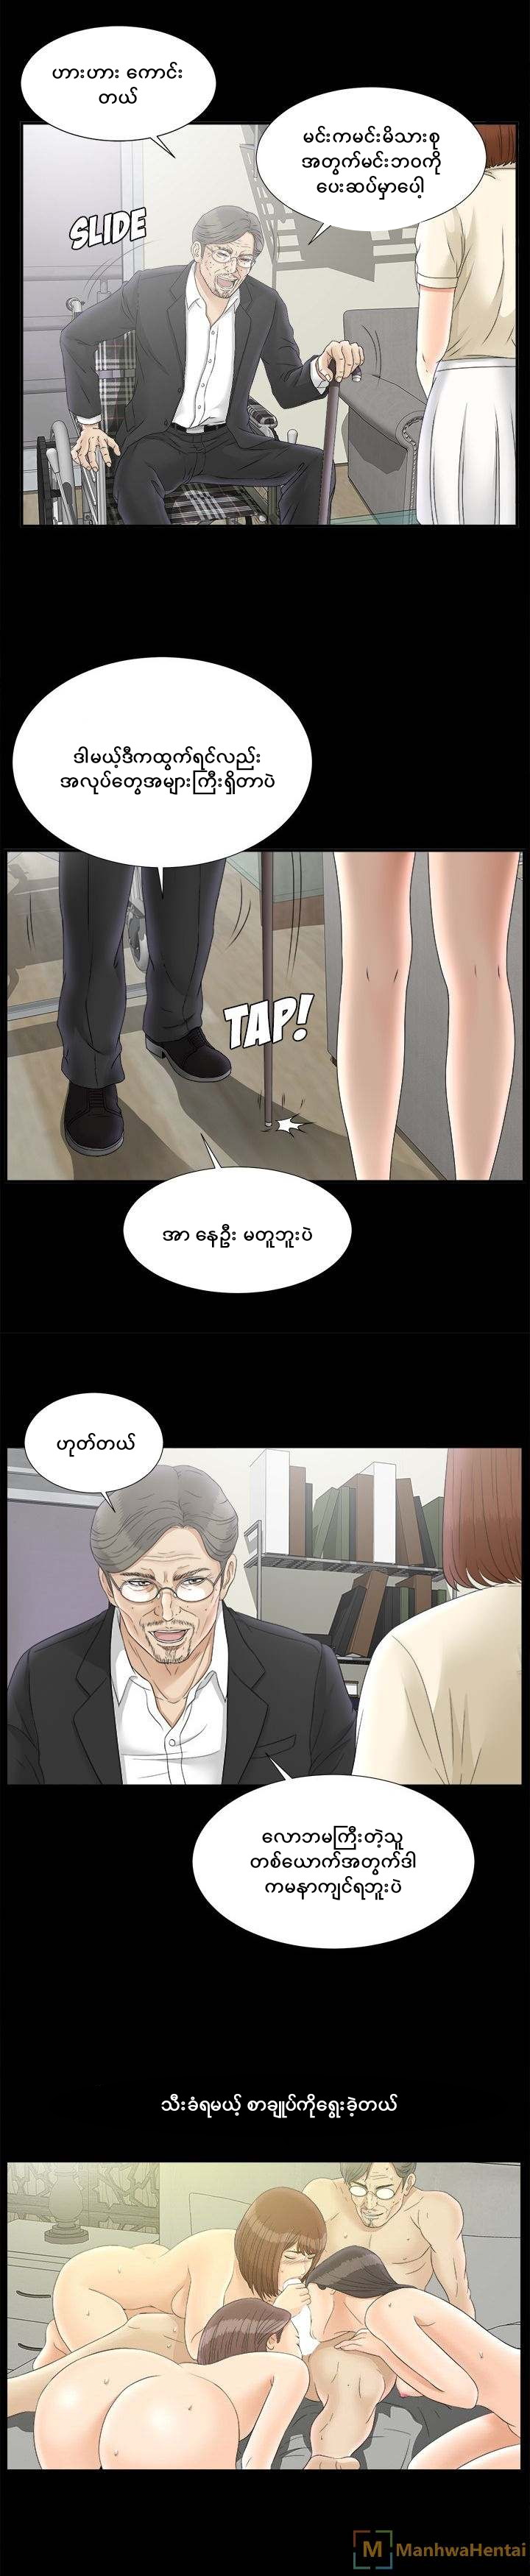 ဟားဟား ကောင်း
တယ်
မင်းကမင်းမိသားစု
အတွက်မင်းဘဝကို
ပေးဆပ်မှာပေါ့
SLIDE
ဒါမယ့်ဒီကထွက်ရင်လည်း
အလုပ်တွေအများကြီးရှိတာပဲ
TAP!
အာ နေဦး မတူဘူးပဲ
ဟုတ်တယ်
လောဘမကြီးတဲ့သူ
တစ်ယောက်အတွက်ဒါ
ကမနာကျင်ရဘူးပဲ
သီးခံရမယ့် စာချုပ်ကိုရွေးခဲ့တယ်
M ManhwaHentai